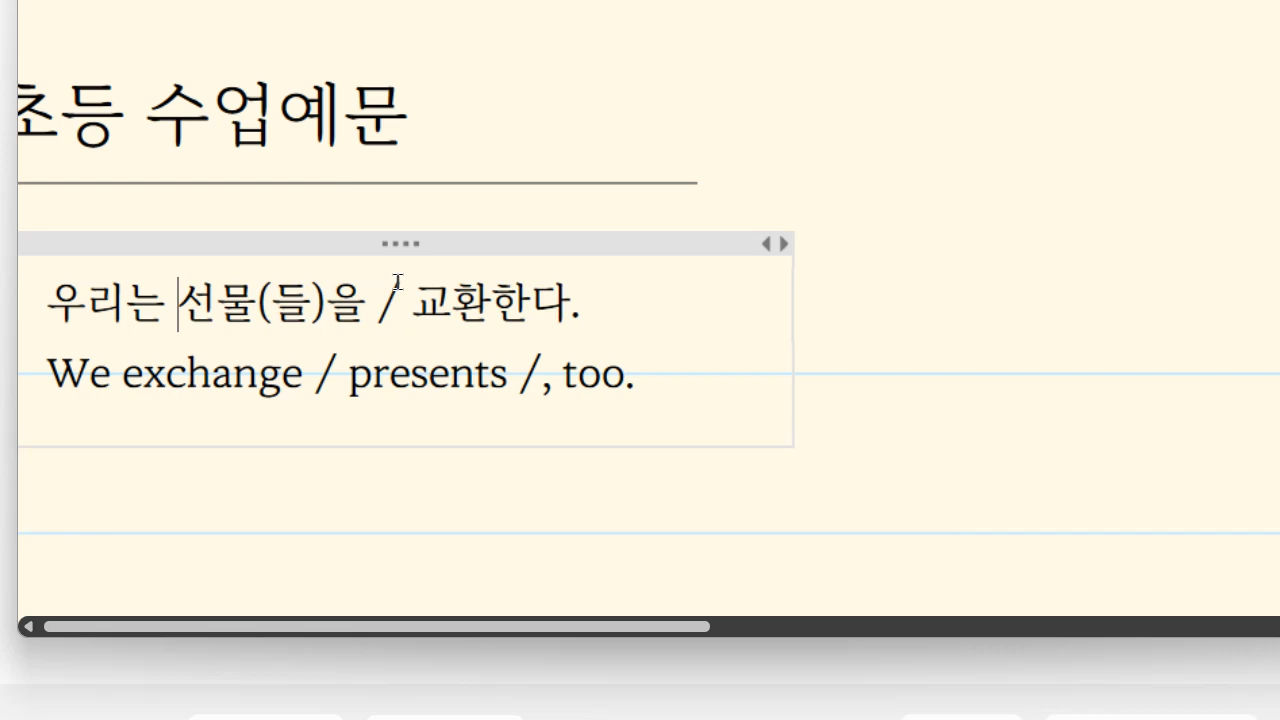 초등 수업예문
우리는 선물(들)을 / 교환한다.
We exchange / presents /, too.